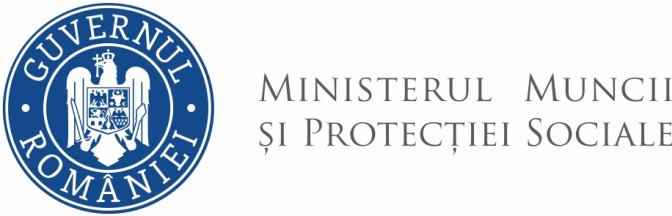 GUVERNUL
ROMÂNIEI
MINISTERUL MUNCII
ȘI PROTECȚIEI SOCIALE